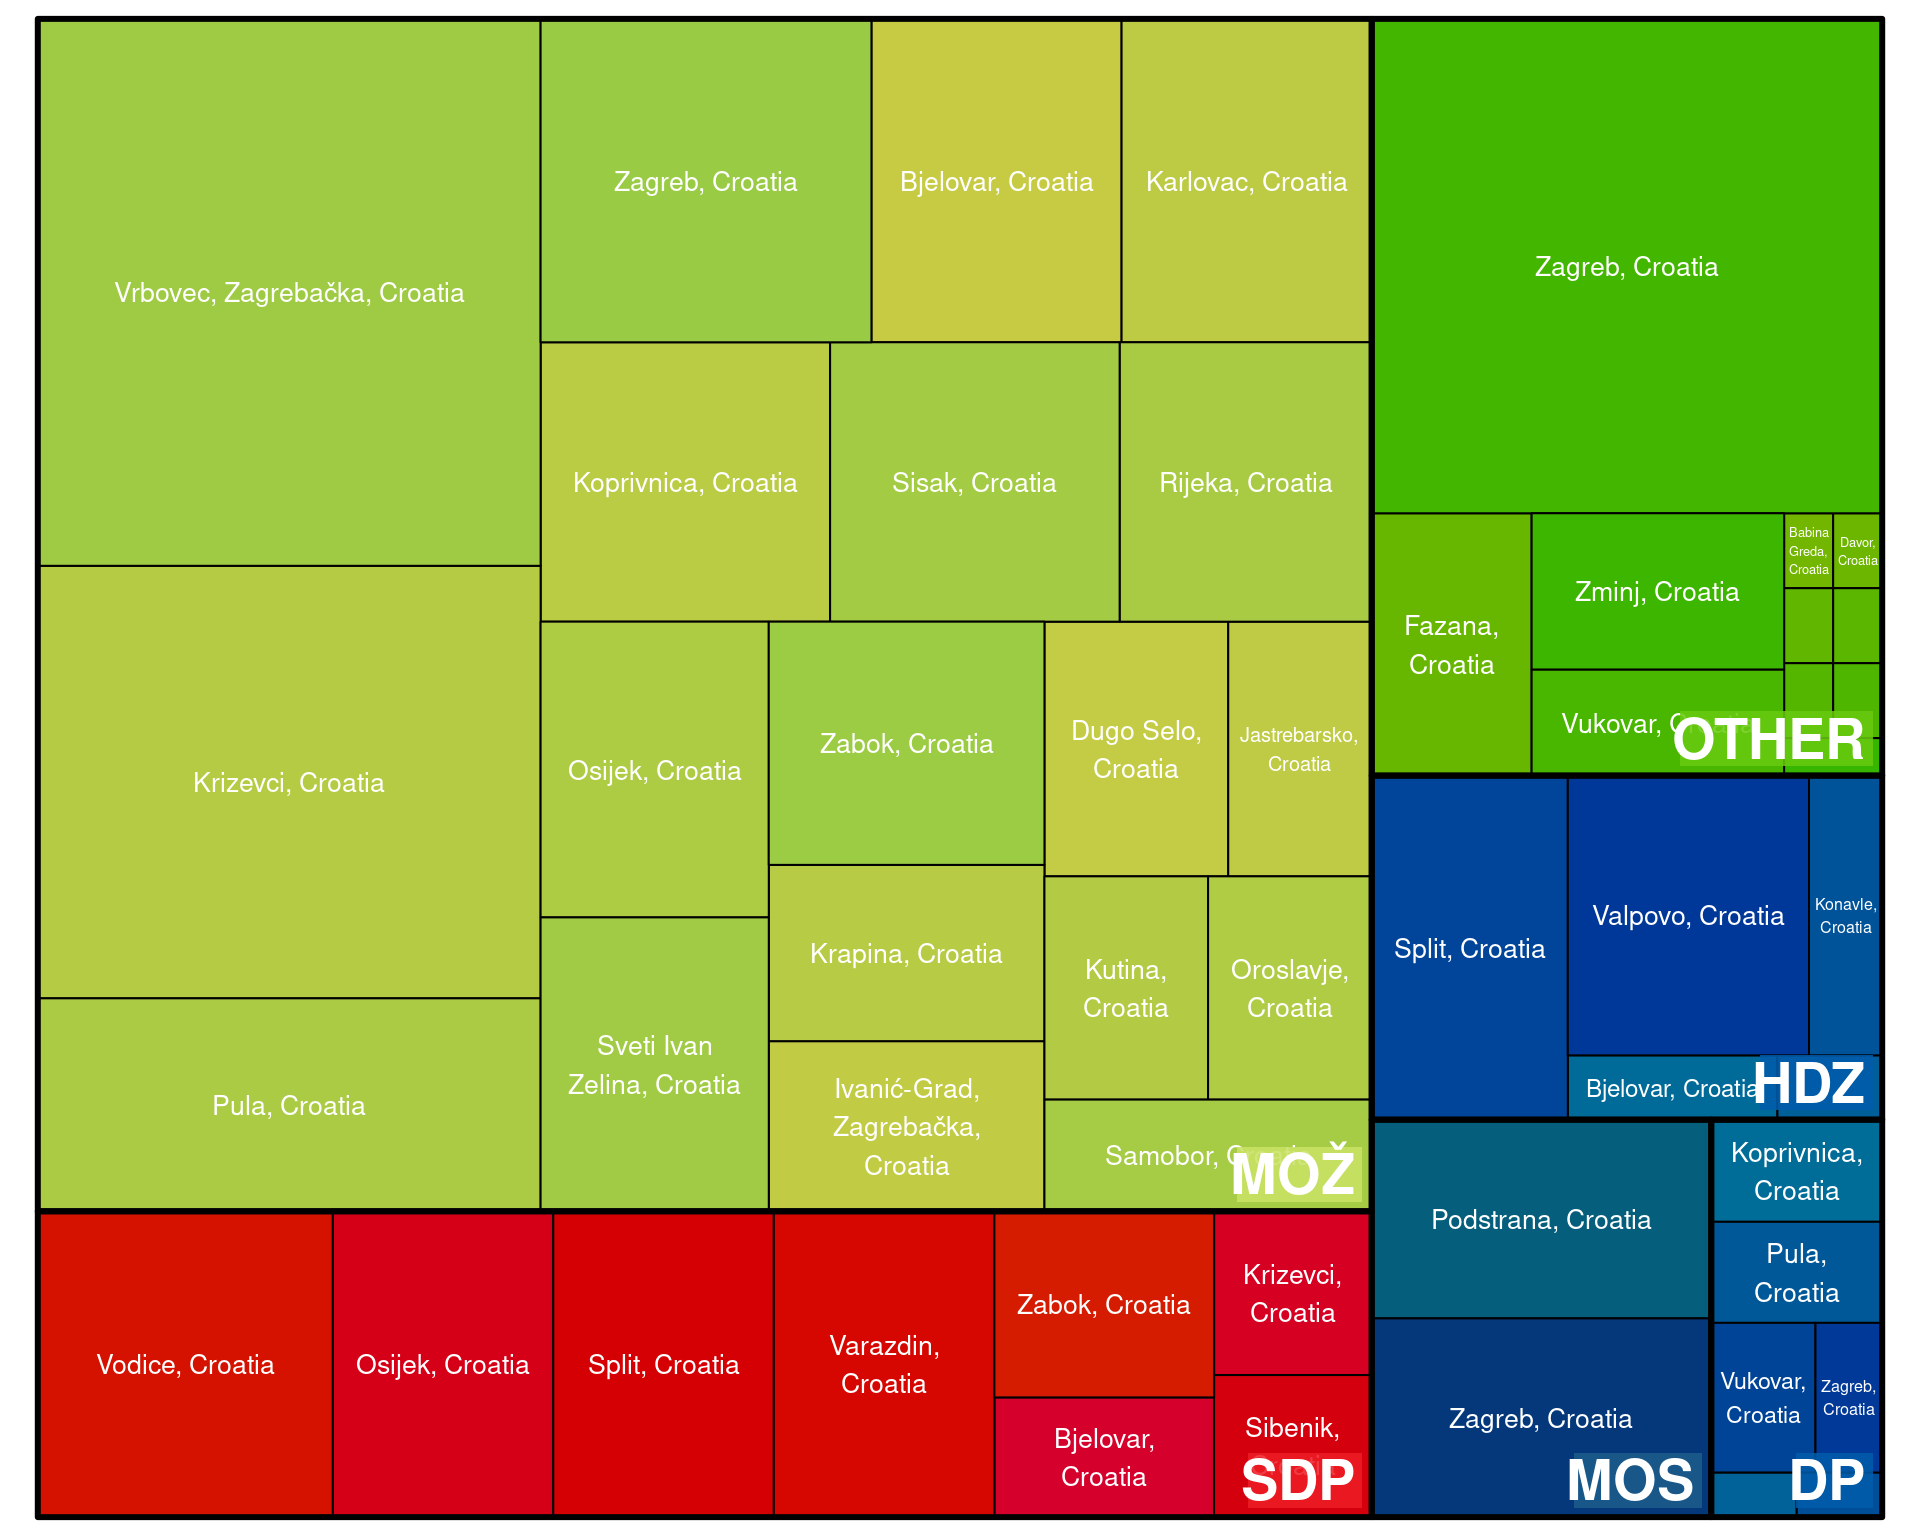 Vrbovec, Zagrebačka, Croatia
Zagreb, Croatia
Bjelovar, Croatia
Karlovac, Croatia
Koprivnica, Croatia
Sisak, Croatia
Rijeka, Croatia
Krizevci, Croatia
Pula, Croatia
Osijek, Croatia
Sveti Ivan
Zelina, Croatia
Zabok, Croatia
Krapina, Croatia
Ivanić-Grad,
Zagrebačka,
Croatia
Dugo Selo,
Croatia
Jastrebarsko,
Croatia
Kutina,
Croatia
Oroslavje,
Croatia
Samobor, Croatia
MOŽ
Vodice, Croatia
Osijek, Croatia
Split, Croatia
Varazdin,
Croatia
Zabok, Croatia
Bjelovar,
Croatia
Krizevci,
Croatia
Sibenik,
SDP
Zagreb, Croatia
Fazana,
Croatia
Zminj, Croatia
Vukovar, Croatia
Babina
Greda,
Croatia
Davor,
Croatia
OTHER
Split, Croatia
Valpovo, Croatia
Konavle,
Croatia
Bjelovar, Croatia
HDZ
Podstrana, Croatia
Zagreb, Croatia
MOS
Koprivnica,
Croatia
Pula,
Croatia
Vukovar,
Croatia
Zagreb,
Croatia
DP